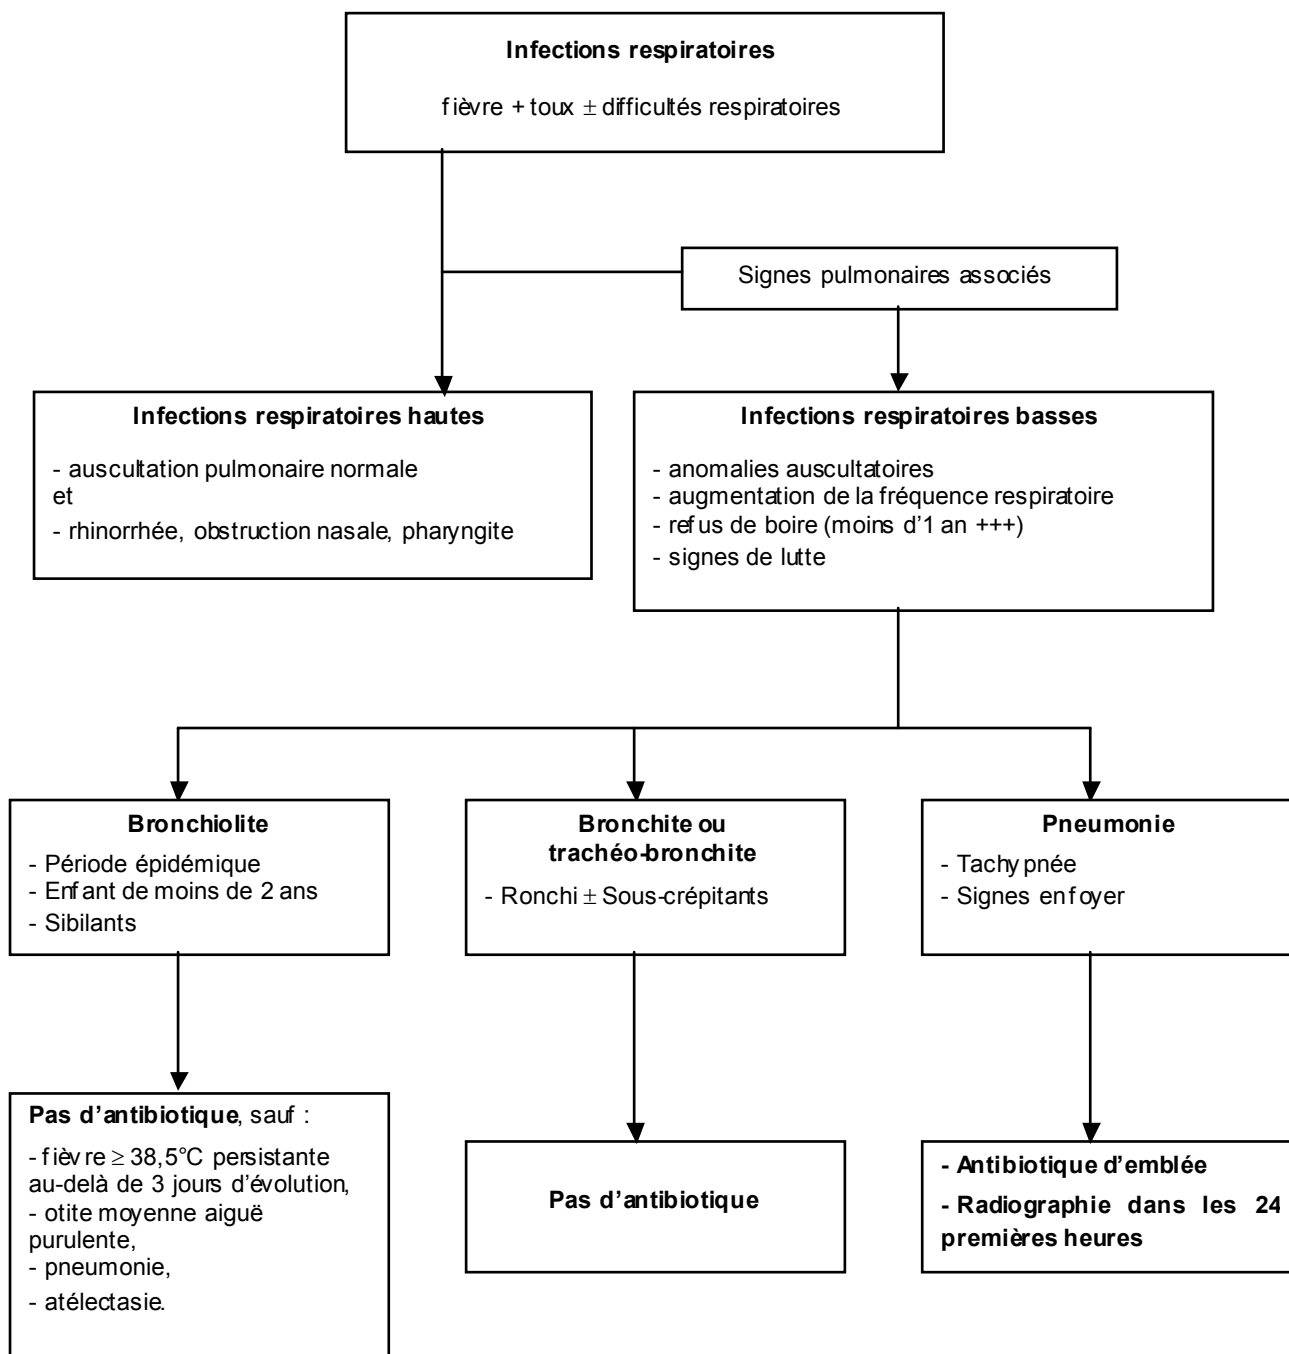 Infections respiratoires
fièvre + toux ± difficultés respiratoires
Signes pulmonaires associés
Infections respiratoires hautes
- auscultation pulmonaire normale
et
- rhinorrhée, obstruction nasale, pharyngite
Infections respiratoires basses
- anomalies auscultatoires
- augmentation de la fréquence respiratoire
- refus de boire (moins d’1 an +++)
- signes de lutte
Bronchiolite
- Période épidémique
- Enfant de moins de 2 ans
- Sibilants
Bronchite ou
trachéo-bronchite
- Ronchi ± Sous-crépitants
Pneumonie
- Tachypnée
- Signes en foyer
Pas d’antibiotique, sauf :
- fièvre ≥ 38,5°C persistante
au-delà de 3 jours d’évolution,
- otite moyenne aiguë
purulente,
- pneumonie,
- atélectasie.
Pas d’antibiotique
- Antibiotique d’emblée
- Radiographie dans les 24
premières heures